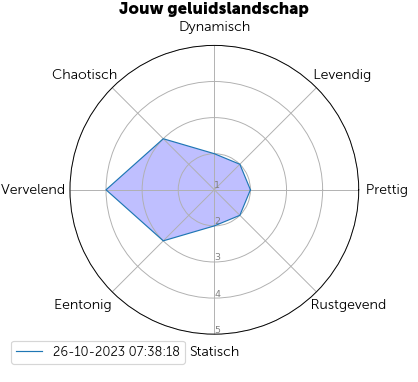 Jouw geluidslandschap
Dynamisch
Chaotisch
Levendig
Vervelend
1
Prettig
2
3
4
Eentonig
Rustgevend
5
26-10-2023 07:38:18
Statisch